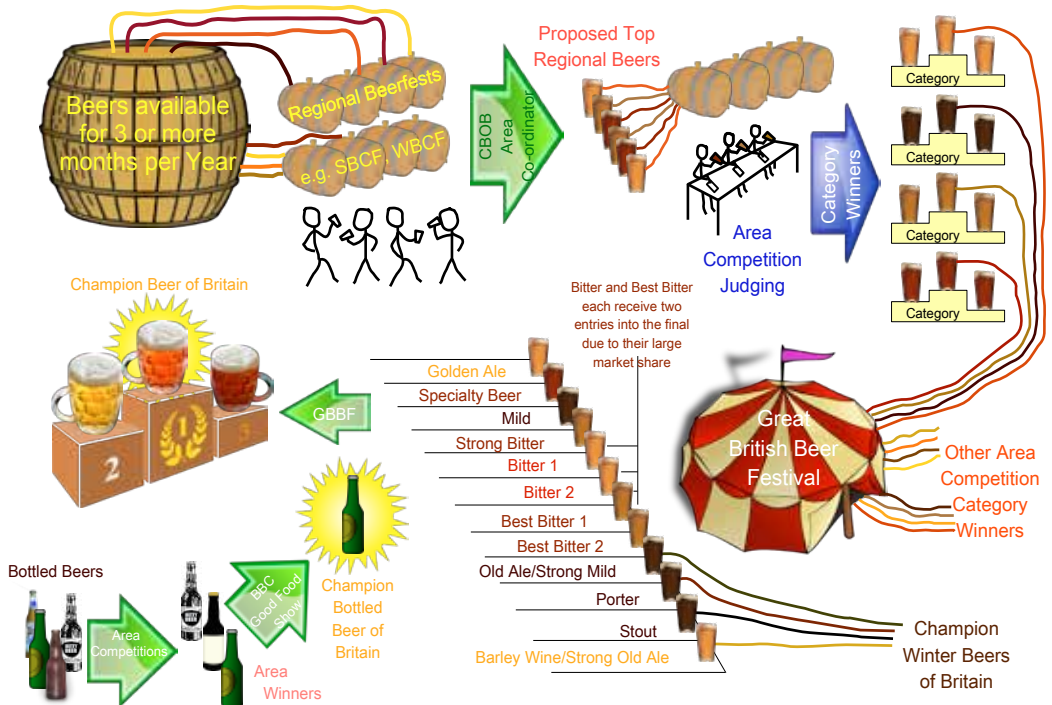 Beers available
for 3 or more
months per Year
Regional Beerfests
e.g. SBCF, WBCF
CBOB
Area
Co-ordinator
Proposed Top
Regional Beers
Area
Competition
Judging
Category
Winners
Category
Category
Category
Category
Champion Beer of Britain
1
2
3
GBBF
Bitter and Best Bitter
each receive two
entries into the final
due to their large
market share
Golden Ale
Specialty Beer
Mild
Strong Bitter
Bitter 1
Bitter 2
Best Bitter 1
Best Bitter 2
Old Ale/Strong Mild
Porter
Stout
Barley Wine/Strong Old Ale
Great
British Beer
Festival
Other Area
Competition
Category
Winners
Champion
Winter Beers
of Britain
Bottled Beers
Area
Competitions
Area
Winners
BBC
Good Food
Show
Champion
Bottled
Beer of
Britain